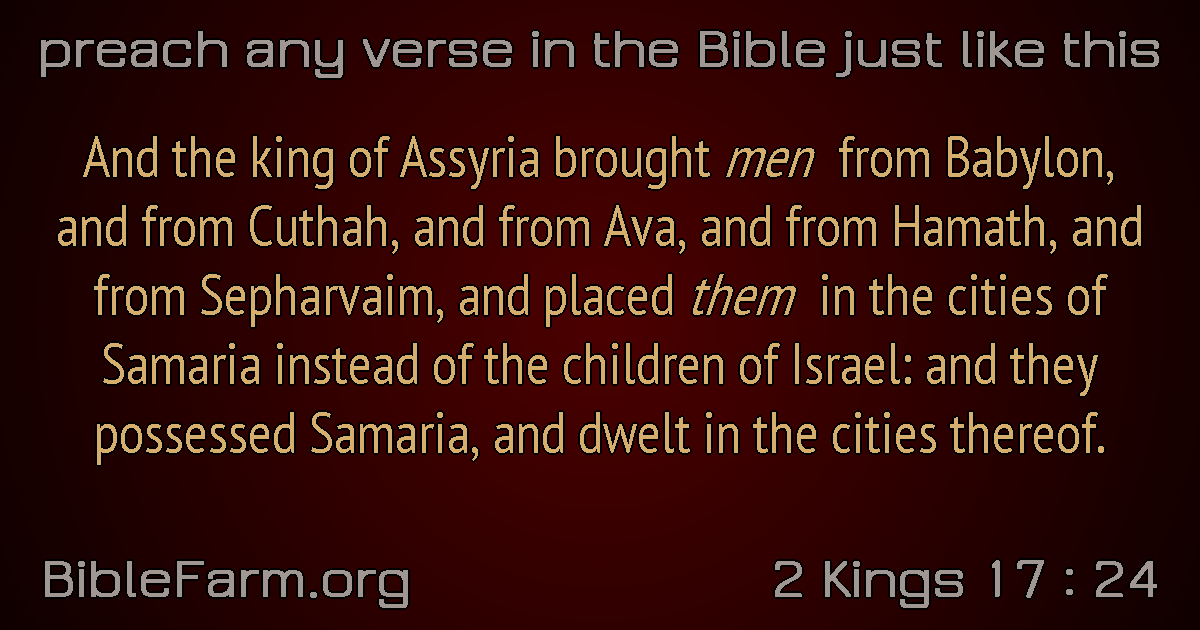 preach any verse in the Bible just like this
And the king of Assyria brought men from Babylon,
and from Cuthah, and from Ava, and from Hamath, and
from Sepharvaim, and placed them in the cities of
Samaria instead of the children of Israel: and they
possessed Samaria, and dwelt in the cities thereof.
BibleFarm.org 2 Kings 17 : 24